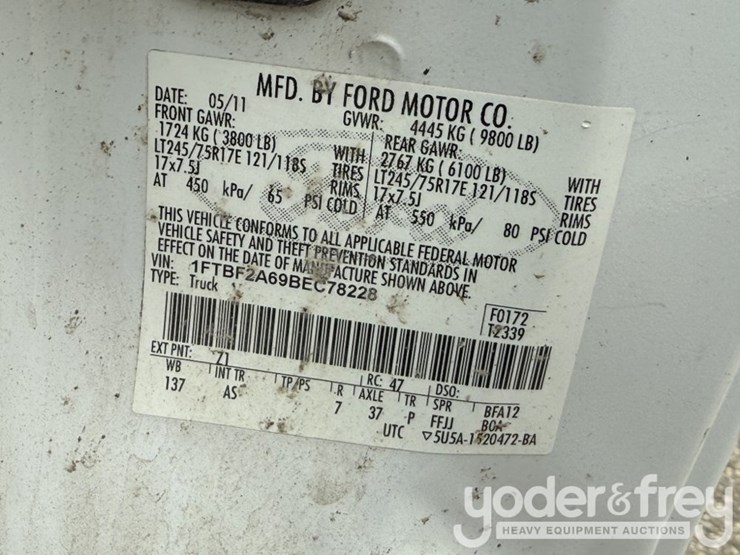 MFD. BY FORD MOTOR CO.
DATE: 05/11 GVWR: 4445 KG ( 9800 LB)
FRONT GAWR: REAR GAWR:
1724 KG ( 3800 LB) WITH 2767 KG ( 6100 LB) WITH
LT245/75R17E 121/118S TIRES LT245/75R17E 121/118S TIRES
17x7.5J RIMS 17x7.5J RIMS
AT 450 kPa/ 65 PSI COLD AT 550 kPa/ 80 PSI COLD
THIS VEHICLE CONFORMS TO ALL APPLICABLE FEDERAL MOTOR
VEHICLE SAFETY AND THEFT PREVENTION STANDARDS IN
EFFECT ON THE DATE OF MANUFACTURE SHOWN ABOVE.
VIN: 1FTBF2A69BEC78228
TYPE: Truck
F0172
T2339
EXT PNT: Z1 RC: 47 DSO:
WB INT TR TP/PS R AXLE TR SPR BFA12
137 AS 7 37 P FFJJ BOA
UTC ▽5U5A-1520472-BA
yoder&frey
HEAVY EQUIPMENT AUCTIONS